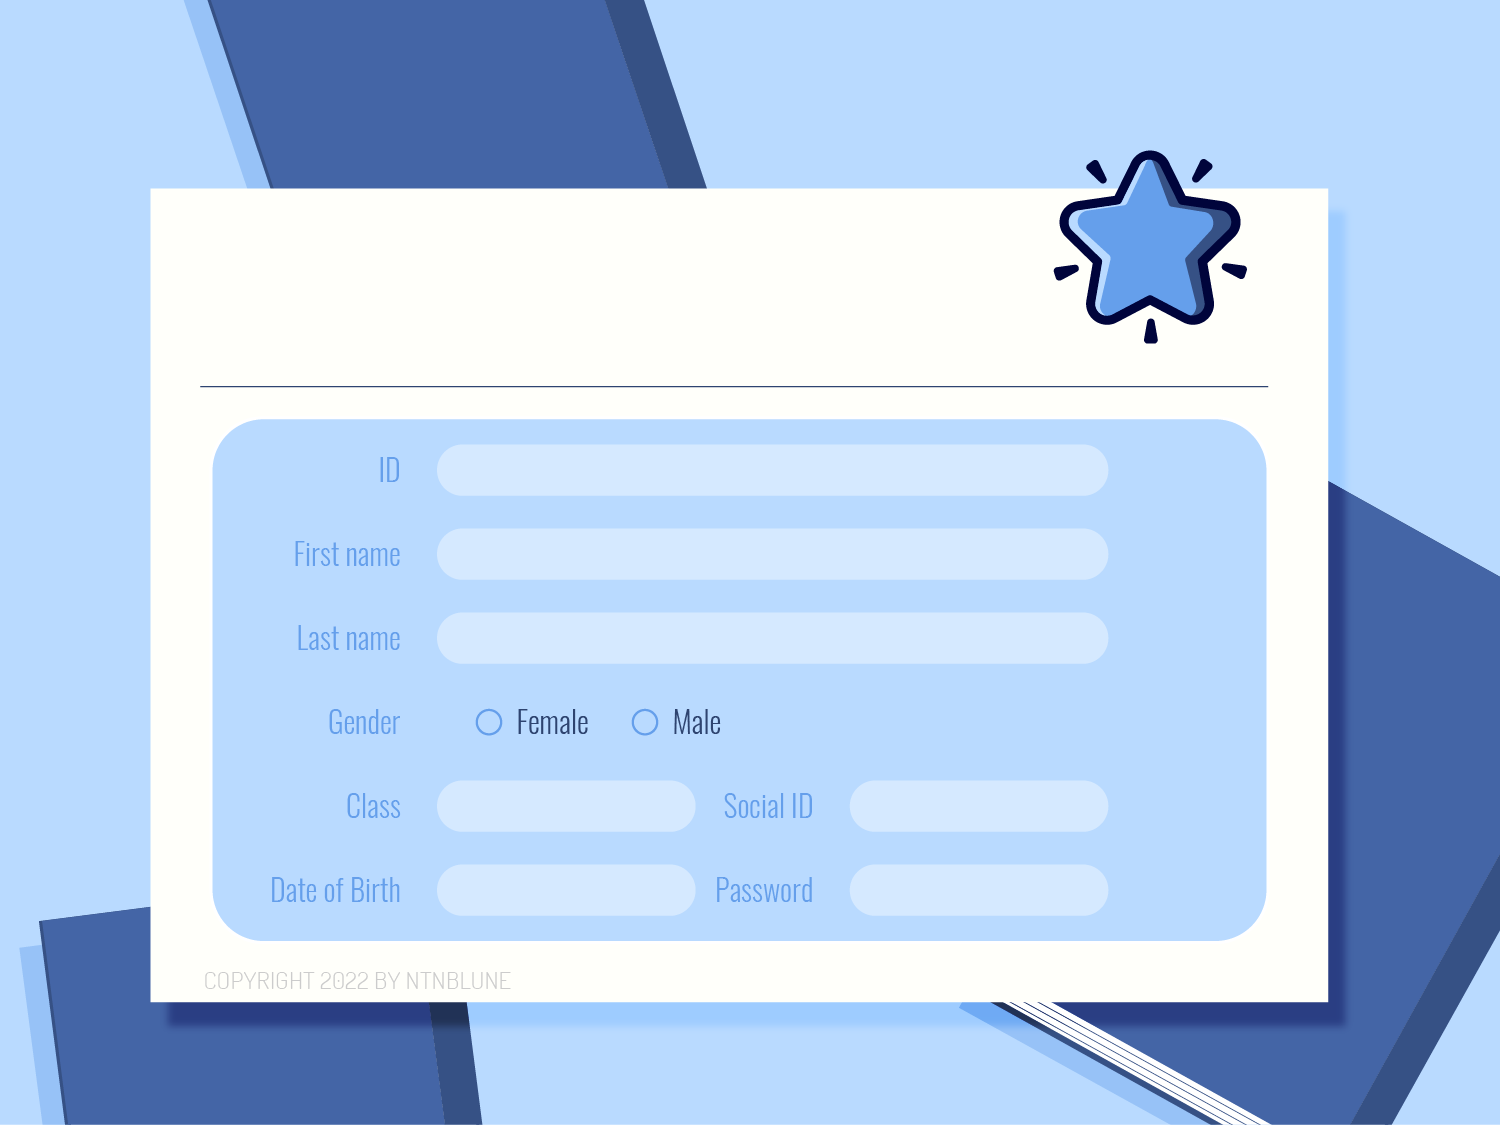 ID
First name
Last name
Gender Female Male
Class Social ID
Date of Birth Password
COPYRIGHT 2022 BY NTNBLUNE